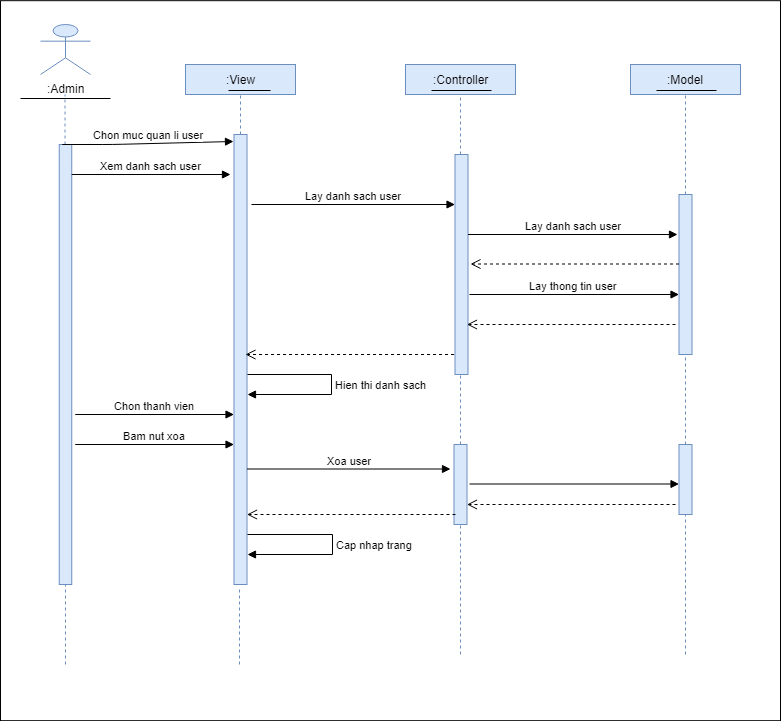 :Admin
:View
:Controller
:Model
Chon muc quan li user
Xem danh sach user
Lay danh sach user
Lay danh sach user
Lay thong tin user
Hien thi danh sach
Chon thanh vien
Bam nut xoa
Xoa user
Cap nhap trang